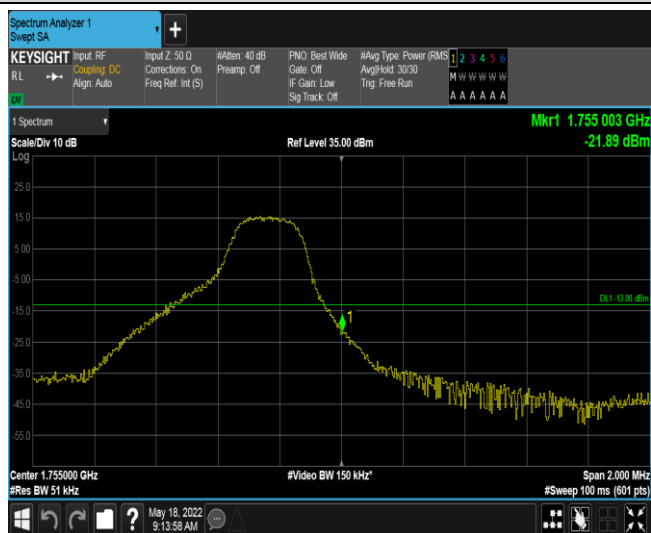 Spectrum Analyzer 1
Swept SA
+
KEYSIGHT
RL
LW
Input: RF
Coupling: DC
Align: Auto
Input Z: 50 Ω
Corrections: On
Freq Ref: Int (S)
#Atten: 40 dB
Preamp: Off
PNO: Best Wide
Gate: Off
IF Gain: Low
Sig Track: Off
#Avg Type: Power (RMS
Avg|Hold: 30/30
Trig: Free Run
1 2 3 4 5 6
M W W W W W
A A A A A A
1 Spectrum
Mkr1 1.755 003 GHz
Scale/Div 10 dB
Ref Level 35.00 dBm
-21.89 dBm
Log
25.0
15.0
5.00
-5.00
DL1 -13.00 dBm
1
-15.0
-25.0
-35.0
-45.0
-55.0
Center 1.755000 GHz
#Video BW 150 kHz*
Span 2.000 MHz
#Res BW 51 kHz
#Sweep 100 ms (601 pts)
?
May 18, 2022
9:13:58 AM